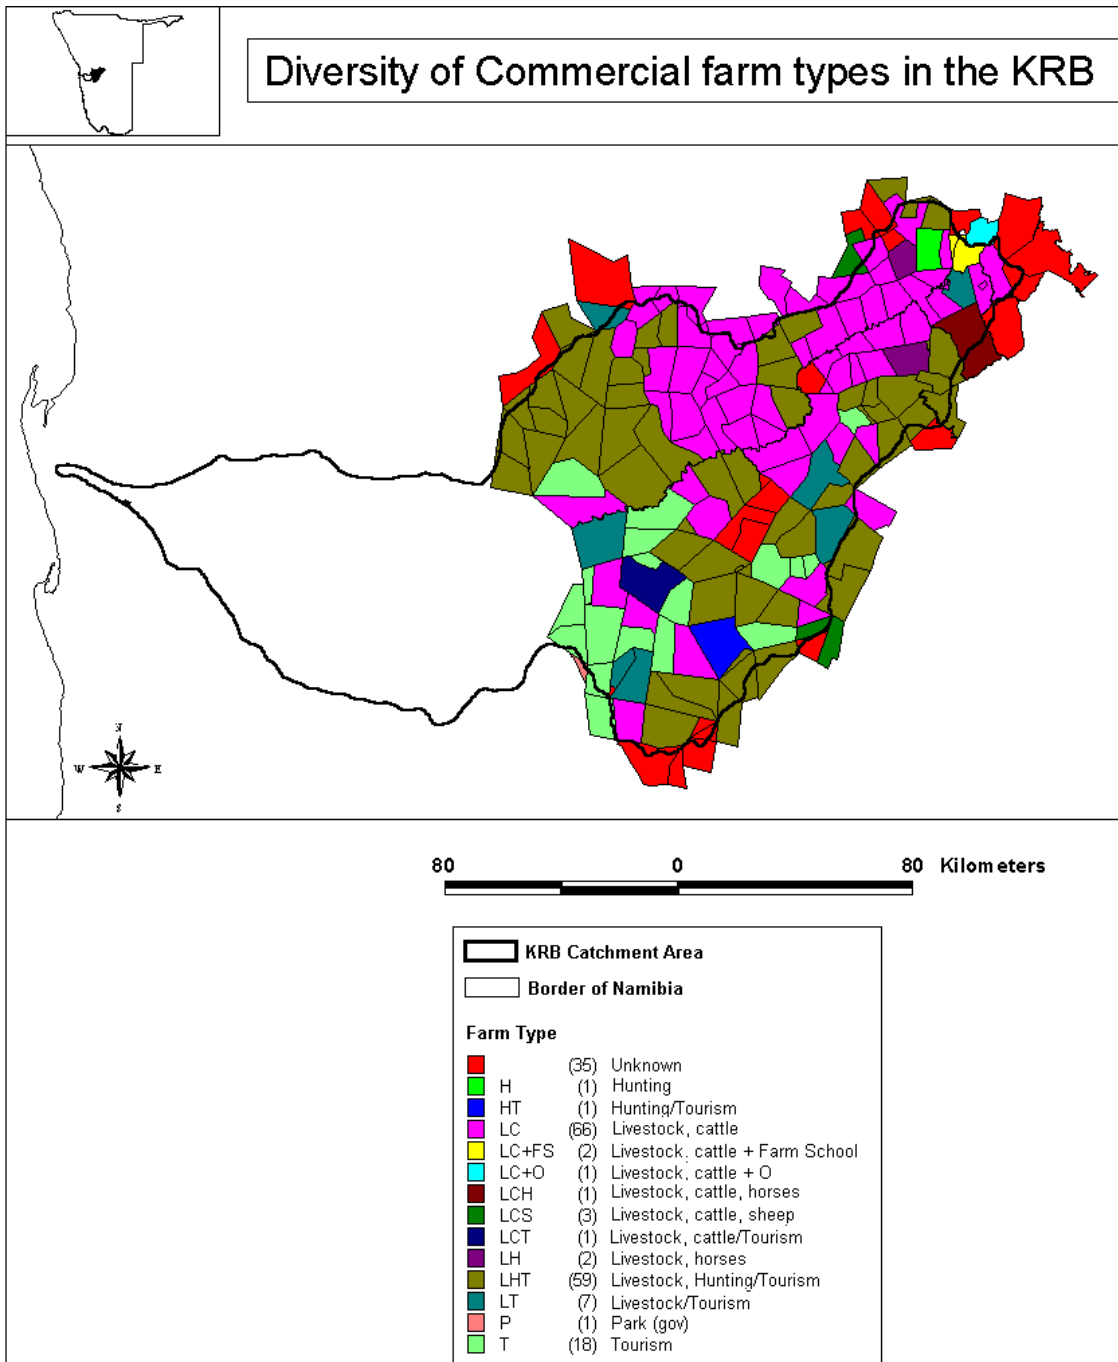 Diversity of Commercial farm types in the KRB
N
W E
S
80 0 80 Kilometers
KRB Catchment Area
Border of Namibia
Farm Type
(35) Unknown
H (1) Hunting
HT (1) Hunting/Tourism
LC (66) Livestock, cattle
LC+FS (2) Livestock, cattle + Farm School
LC+O (1) Livestock, cattle + O
LCH (1) Livestock, cattle, horses
LCS (3) Livestock, cattle, sheep
LCT (1) Livestock, cattle/Tourism
LH (2) Livestock, horses
LHT (59) Livestock, Hunting/Tourism
LT (7) Livestock/Tourism
P (1) Park (gov)
T (18) Tourism